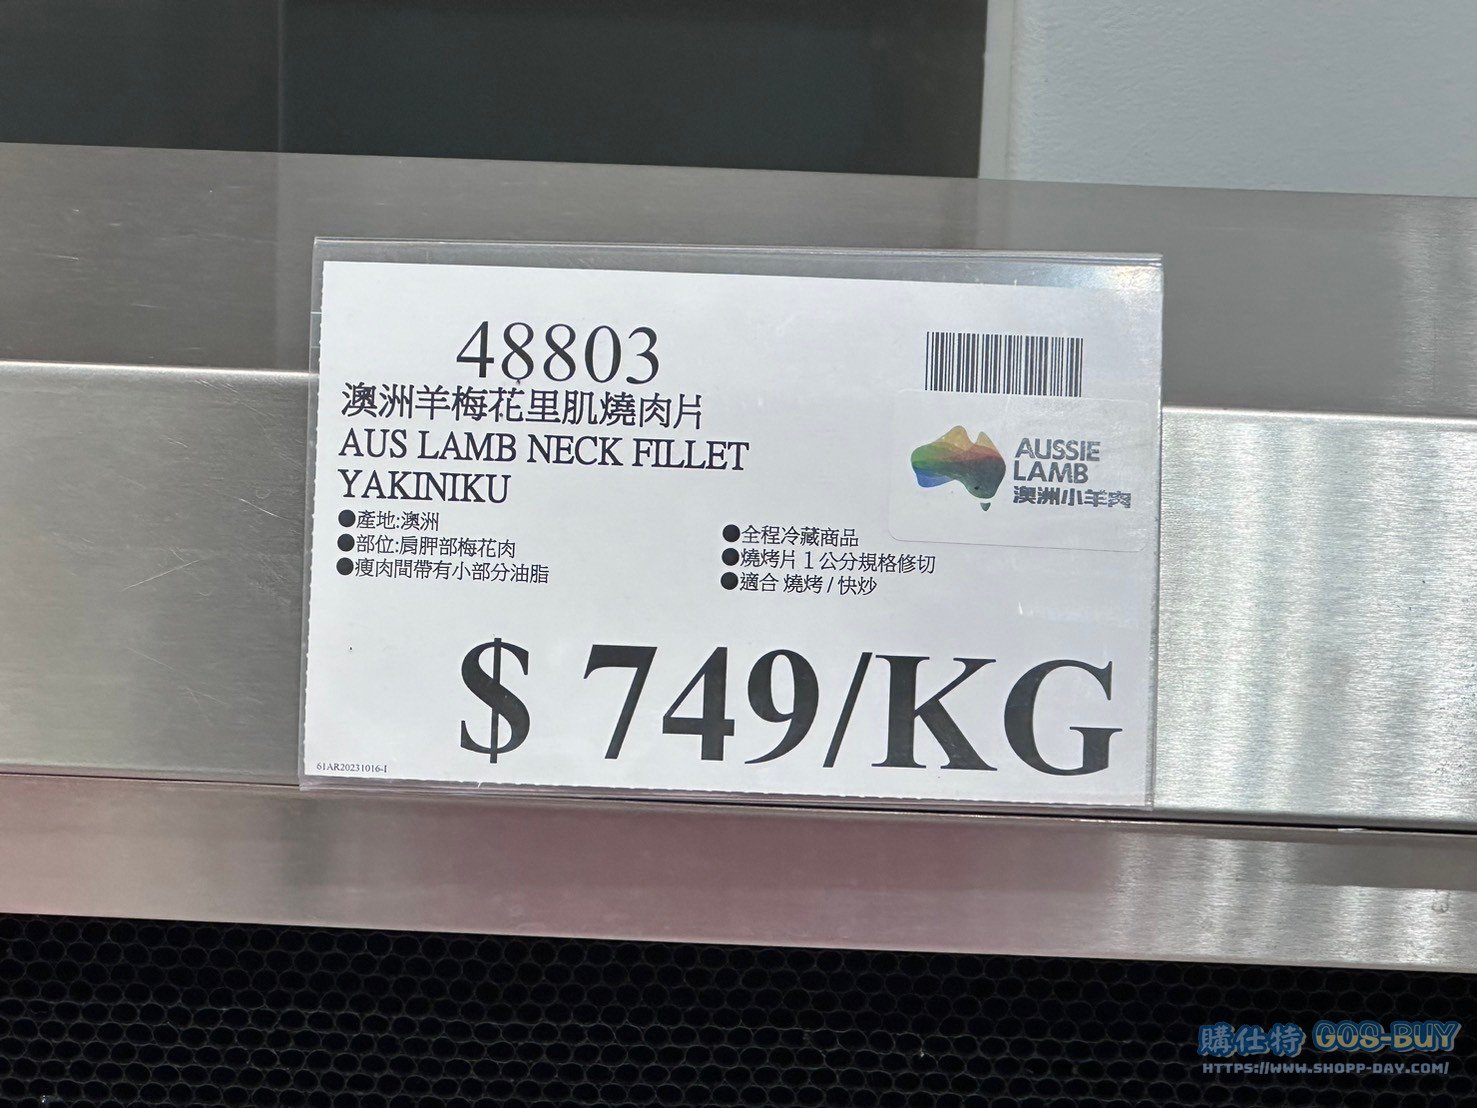 48803
澳洲羊梅花里肌燒肉片
AUS LAMB NECK FILLET
YAKINIKU
●產地:澳洲
●部位:肩胛部梅花肉
●瘦肉間帶有小部分油脂
●全程冷藏商品
●燒烤片１公分規格修切
●適合 燒烤 / 快炒
AUSSIE
LAMB
澳洲小羊肉
$ 749/KG
61AR20231016-I
購仕特 GOS-BUY
HTTPS://WWW.SHOPP-DAY.COM/